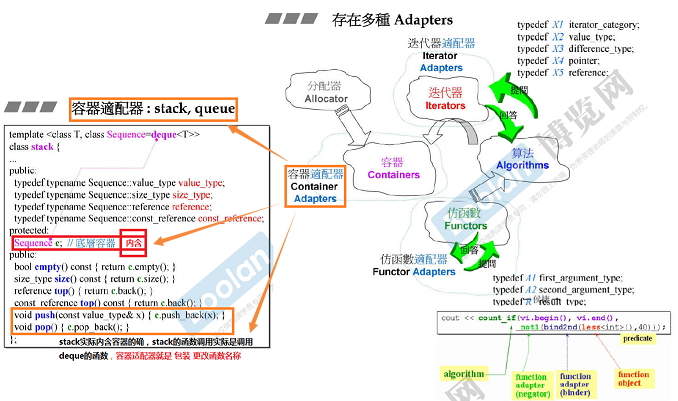 存在多種 Adapters
typedef X1 iterator_category;
typedef X2 value_type;
typedef X3 difference_type;
typedef X4 pointer;
typedef X5 reference;
迭代器適配器
Iterator
Adapters
分配器
Allocator
迭代器
Iterators
提問
回答
算法
Algorithms
容器
Containers
容器適配器
Container
Adapters
仿函數
Functors
回答
提問
仿函數適配器
Functor Adapters
typedef A1 first_argument_type;
typedef A2 second_argument_type;
typedef R result_type;
cout << count_if(vi.begin(), vi.end(),
not1(bind2nd(less<int>(),40)));
predicate
algorithm
function
adapter
(negator)
function
adapter
(binder)
function
object
容器適配器 : stack, queue
template <class T, class Sequence=deque<T>>
class stack {
...
public:
typedef typename Sequence::value_type value_type;
typedef typename Sequence::size_type size_type;
typedef typename Sequence::reference reference;
typedef typename Sequence::const_reference const_reference;
protected:
Sequence c; // 底層容器 内含
public:
bool empty() const { return c.empty(); }
size_type size() const { return c.size(); }
reference top() { return c.back(); }
const_reference top() const { return c.back(); }
void push(const value_type& x) { c.push_back(x); }
void pop() { c.pop_back(); }
};
stack实际内含容器的确，stack的函数调用实际是调用
deque的函数，容器适配器就是 包装 更改函数名称
boolan
博览网